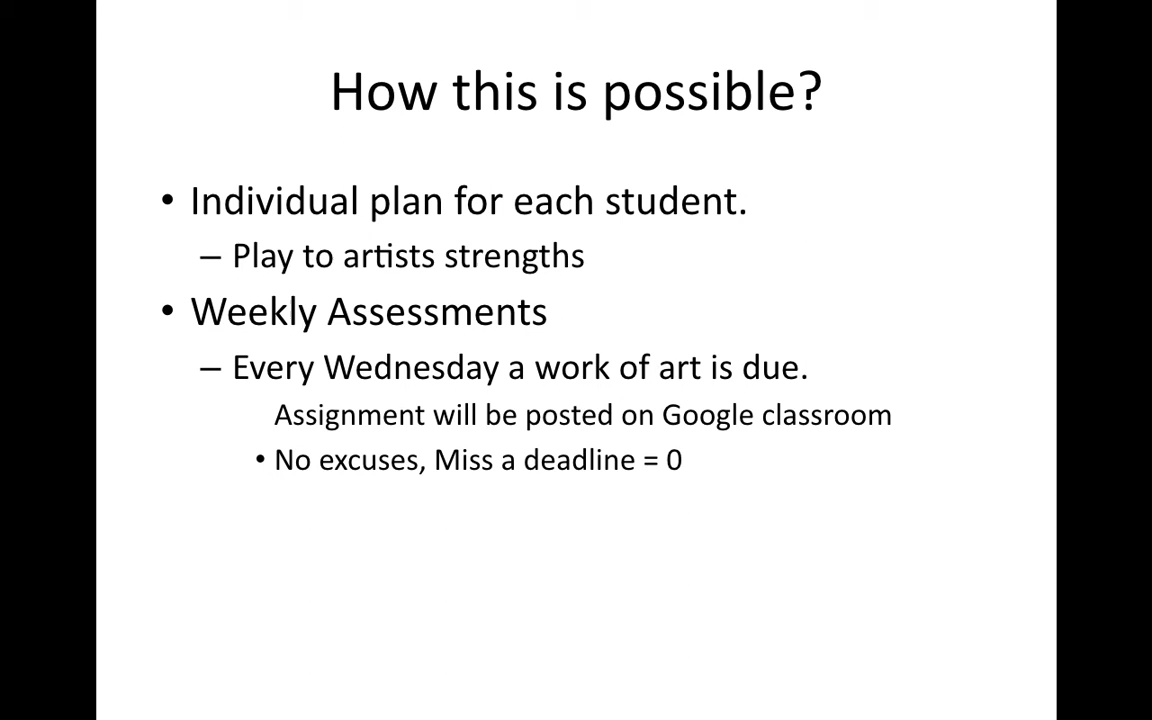 How this is possible?
• Individual plan for each student.
– Play to artists strengths
• Weekly Assessments
– Every Wednesday a work of art is due.
Assignment will be posted on Google classroom
• No excuses, Miss a deadline = 0